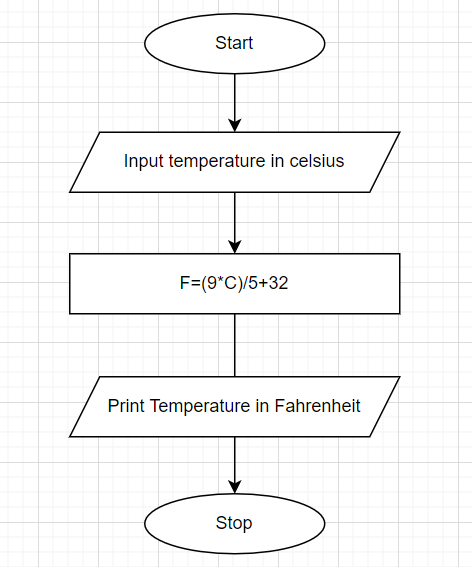 Start
Input temperature in celsius
F=(9*C)/5+32
Print Temperature in Fahrenheit
Stop